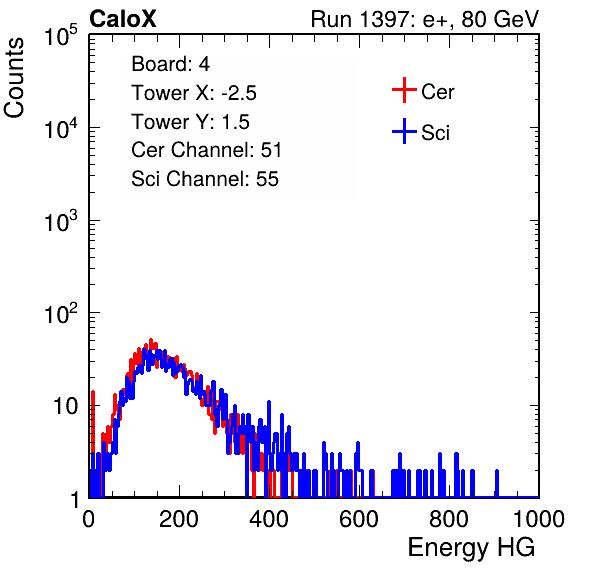 CaloX Run 1397: e+, 80 GeV
Counts
Board: 4
Tower X: -2.5
Tower Y: 1.5
Cer Channel: 51
Sci Channel: 55
Cer
Sci
10^5
10^4
10^3
10^2
10
1
0 200 400 600 800 1000
Energy HG